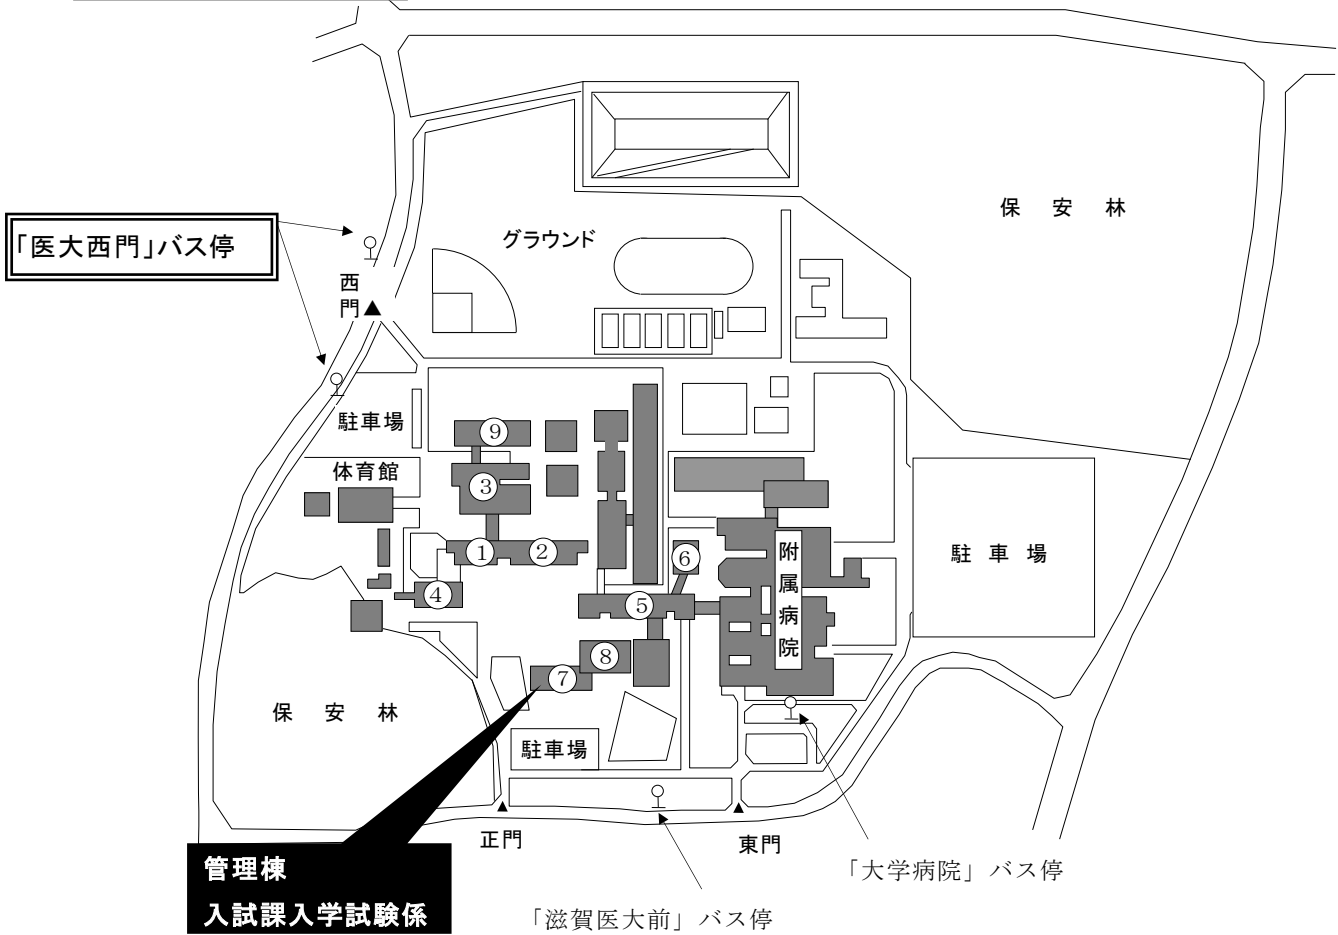 保 安 林
「医大西門」バス停
グラウンド
西
門
駐車場
⑨
体育館
③
①
②
⑥
附
属
病
院
駐 車 場
④
⑤
⑧
⑦
保 安 林
駐車場
正門
東門
管理棟
入試課入学試験係
「大学病院」バス停
「滋賀医大前」バス停